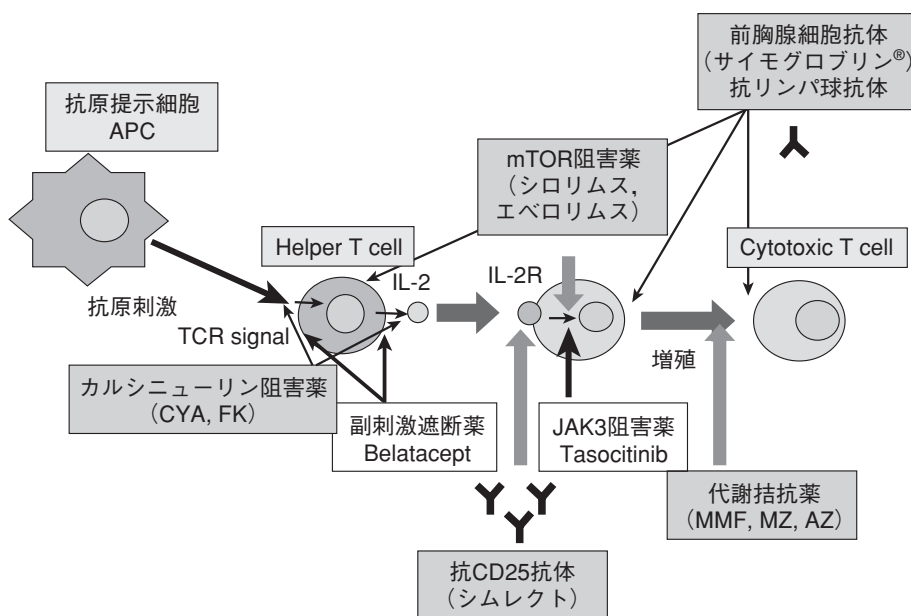 前胸腺細胞抗体
(サイモグロブリン®)
抗リンパ球抗体
抗原提示細胞
APC
mTOR阻害薬
(シロリムス,
エベロリムス)
Helper T cell
IL-2
IL-2R
Cytotoxic T cell
抗原刺激
TCR signal
増殖
カルシニューリン阻害薬
(CYA, FK)
副刺激遮断薬
Belatacept
JAK3阻害薬
Tasocitinib
代謝拮抗薬
(MMF, MZ, AZ)
抗CD25抗体
(シムレクト)